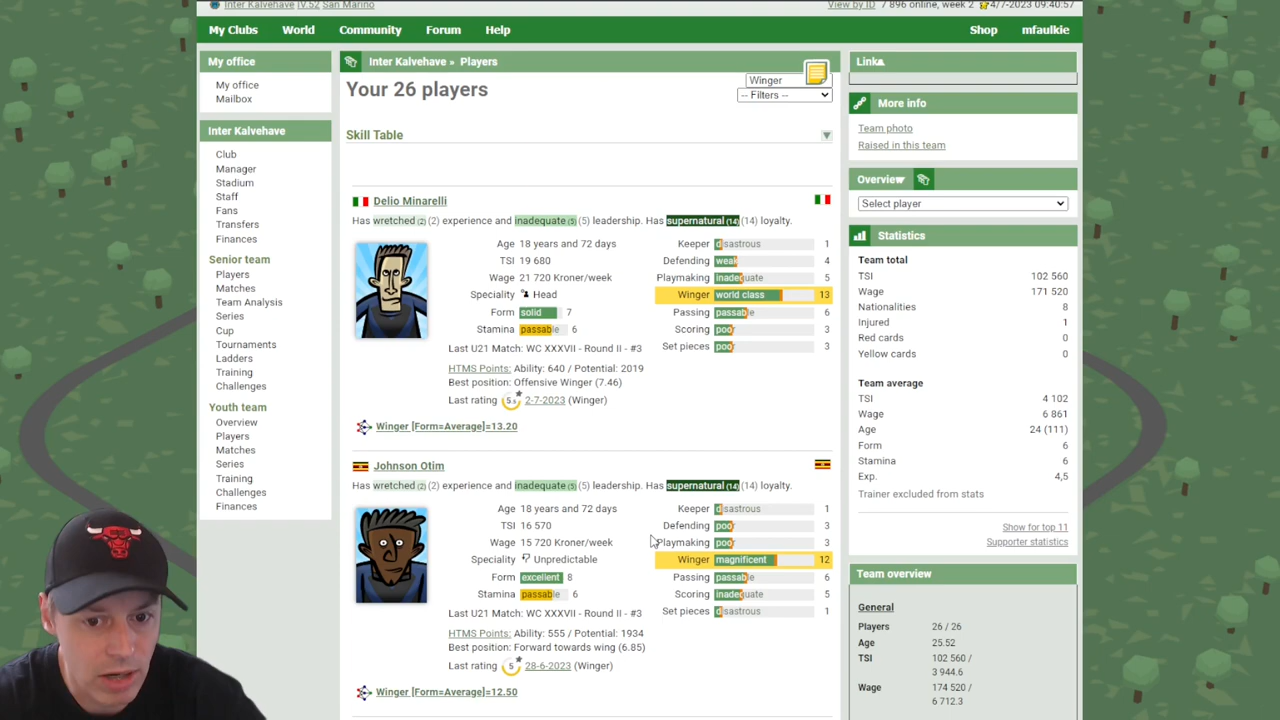 Inter Kalvehave IV.52 San Marino
View by ID 7 896 online, week 2 4/7-2023 09:40:57
My Clubs World Community Forum Help Shop mfaulkie
My office
My office
Mailbox
Inter Kalvehave
Club
Manager
Stadium
Staff
Fans
Transfers
Finances
Senior team
Players
Matches
Team Analysis
Series
Cup
Tournaments
Ladders
Training
Challenges
Youth team
Overview
Players
Matches
Series
Training
Challenges
Finances
Inter Kalvehave » Players
Your 26 players
Winger
-- Filters --
Skill Table
Delio Minarelli
Has wretched (2) (2) experience and inadequate (5) (5) leadership. Has supernatural (14) (14) loyalty.
Age 18 years and 72 days
TSI 19 680
Wage 21 720 Kroner/week
Speciality Head
Form solid 7
Stamina passable 6
Keeper disastrous 1
Defending weak 4
Playmaking inadequate 5
Winger world class 13
Passing passable 6
Scoring poor 3
Set pieces poor 3
Last U21 Match: WC XXXVII - Round II - #3
HTMS Points: Ability: 640 / Potential: 2019
Best position: Offensive Winger (7.46)
Last rating 5.5 2-7-2023 (Winger)
Winger [Form=Average]=13.20
Johnson Otim
Has wretched (2) (2) experience and inadequate (5) (5) leadership. Has supernatural (14) (14) loyalty.
Age 18 years and 72 days
TSI 16 570
Wage 15 720 Kroner/week
Speciality Unpredictable
Form excellent 8
Stamina passable 6
Keeper disastrous 1
Defending poor 3
Playmaking poor 3
Winger magnificent 12
Passing passable 6
Scoring inadequate 5
Set pieces disastrous 1
Last U21 Match: WC XXXVII - Round II - #3
HTMS Points: Ability: 555 / Potential: 1934
Best position: Forward towards wing (6.85)
Last rating 5 28-6-2023 (Winger)
Winger [Form=Average]=12.50
Links
More info
Team photo
Raised in this team
Overview
Select player
Statistics
Team total
TSI 102 560
Wage 171 520
Nationalities 8
Injured 1
Red cards 0
Yellow cards 0
Team average
TSI 4 102
Wage 6 861
Age 24 (111)
Form 6
Stamina 6
Exp. 4,5
Trainer excluded from stats
Show for top 11
Supporter statistics
Team overview
General
Players 26 / 26
Age 25.52
TSI 102 560 /
3 944.6
Wage 174 520 /
6 712.3